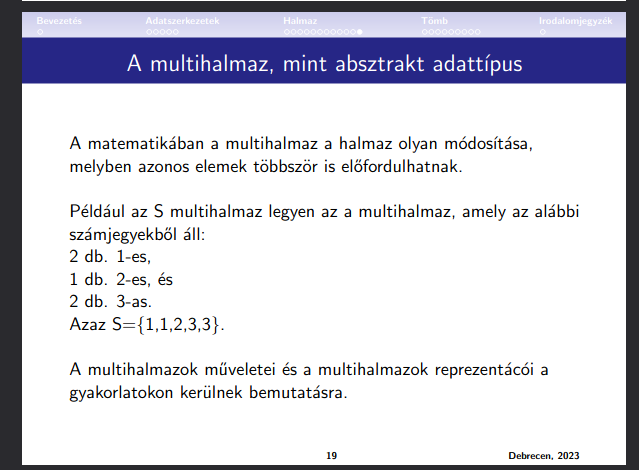 Bevezetés Adatszerkezetek Halmaz Tömb Irodalomjegyzék
A multihalmaz, mint absztrakt adattípus
A matematikában a multihalmaz a halmaz olyan módosítása,
melyben azonos elemek többször is előfordulhatnak.
Például az S multihalmaz legyen az a multihalmaz, amely az alábbi
számjegyekből áll:
2 db. 1-es,
1 db. 2-es, és
2 db. 3-as.
Azaz S={1,1,2,3,3}.
A multihalmazok műveletei és a multihalmazok reprezentácói a
gyakorlatokon kerülnek bemutatásra.
19 Debrecen, 2023